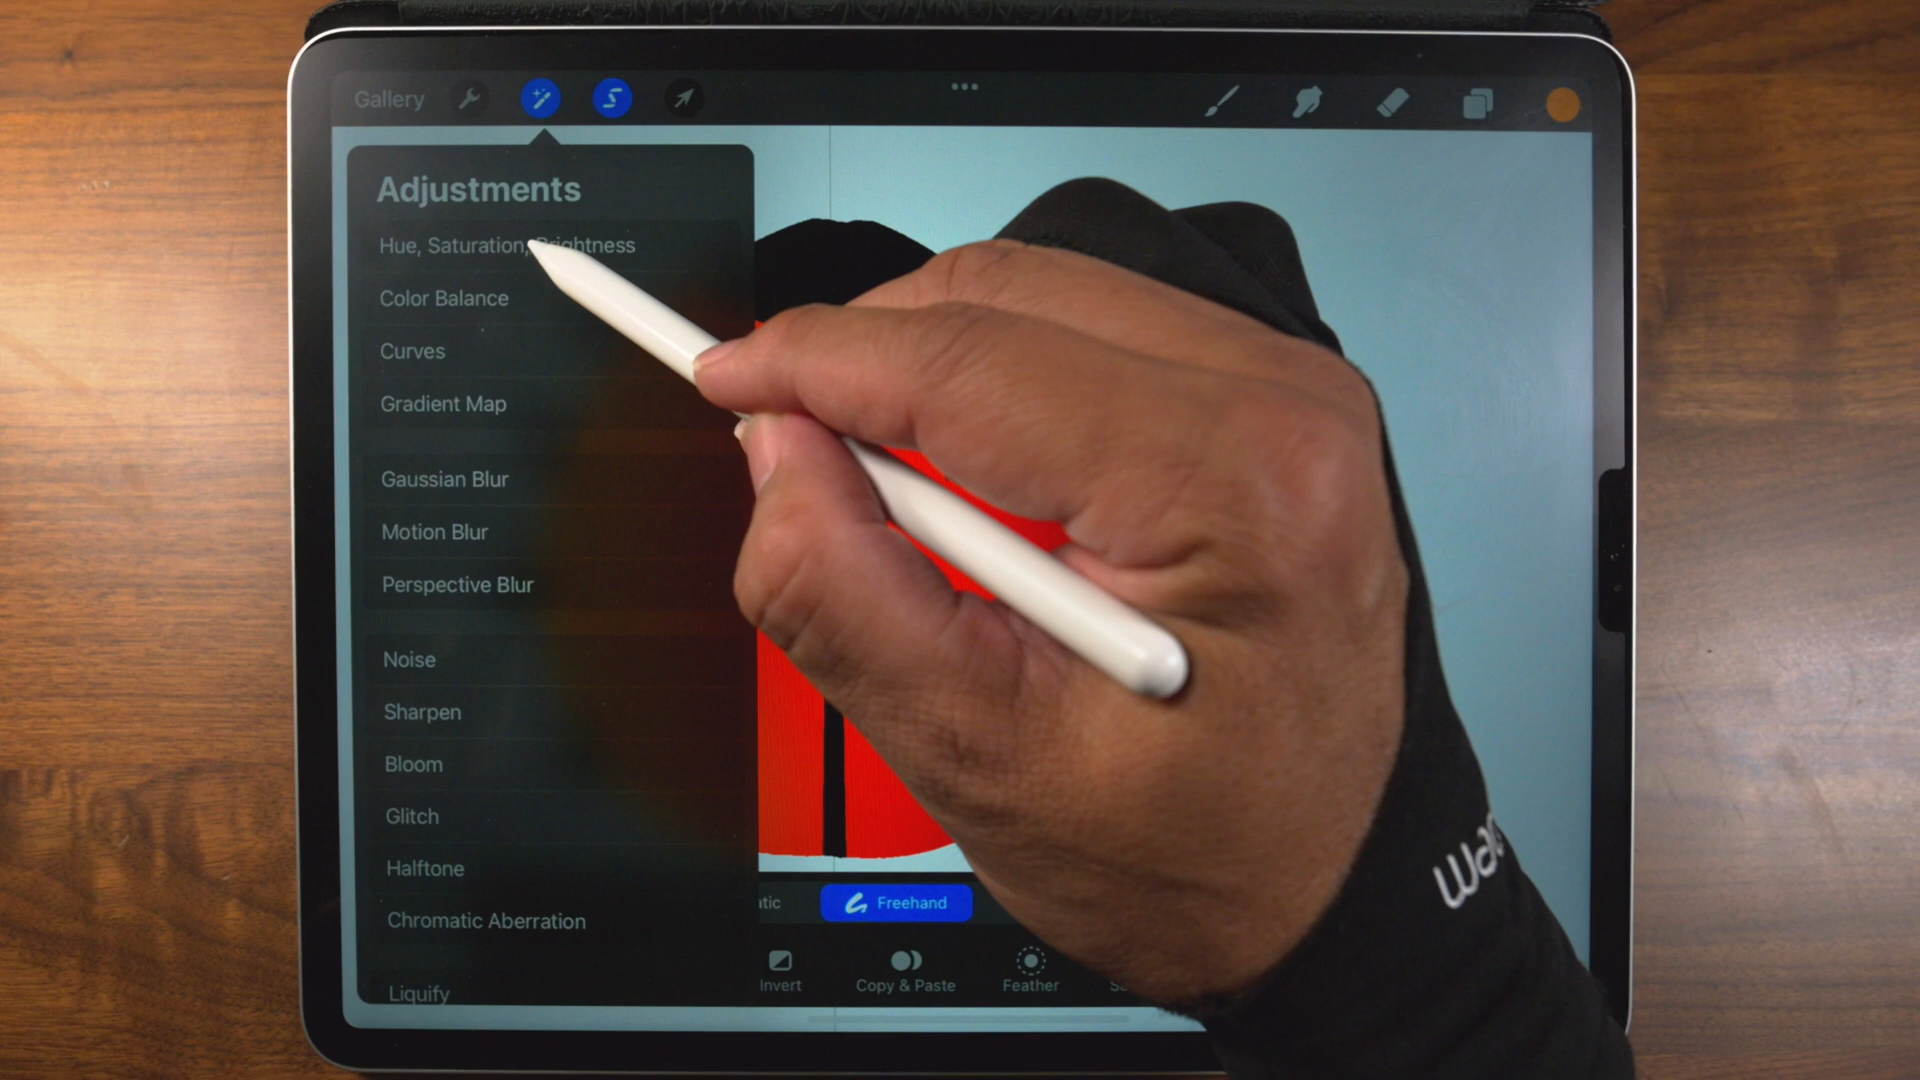 Gallery
Adjustments
Hue, Saturation, Brightness
Color Balance
Curves
Gradient Map
Gaussian Blur
Motion Blur
Perspective Blur
Noise
Sharpen
Bloom
Glitch
Halftone
Chromatic Aberration
Liquify
Freehand
Invert
Copy & Paste
Feather